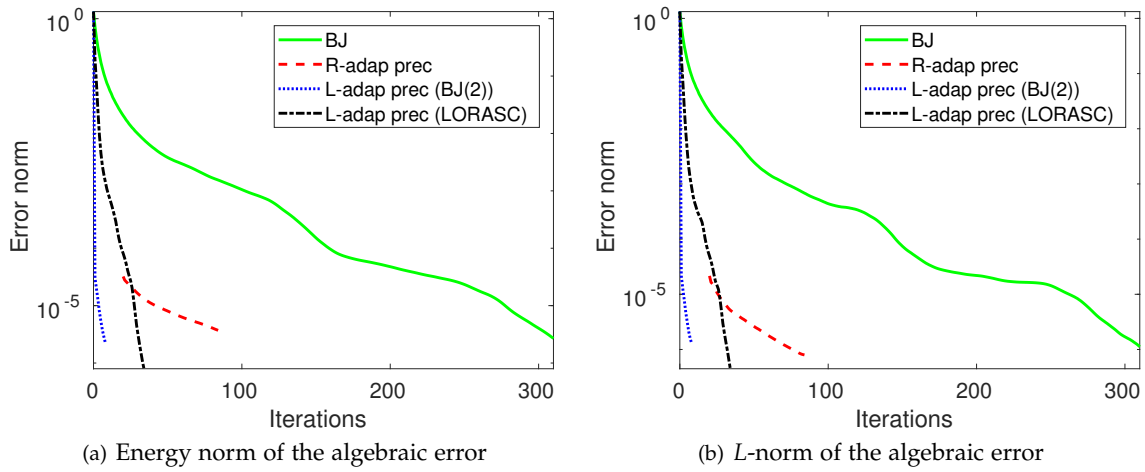 10^0
10^-5
Error norm
BJ
R-adap prec
L-adap prec (BJ(2))
L-adap prec (LORASC)
0
100
200
300
Iterations
(a) Energy norm of the algebraic error
10^0
10^-5
Error norm
BJ
R-adap prec
L-adap prec (BJ(2))
L-adap prec (LORASC)
0
100
200
300
Iterations
(b) L-norm of the algebraic error